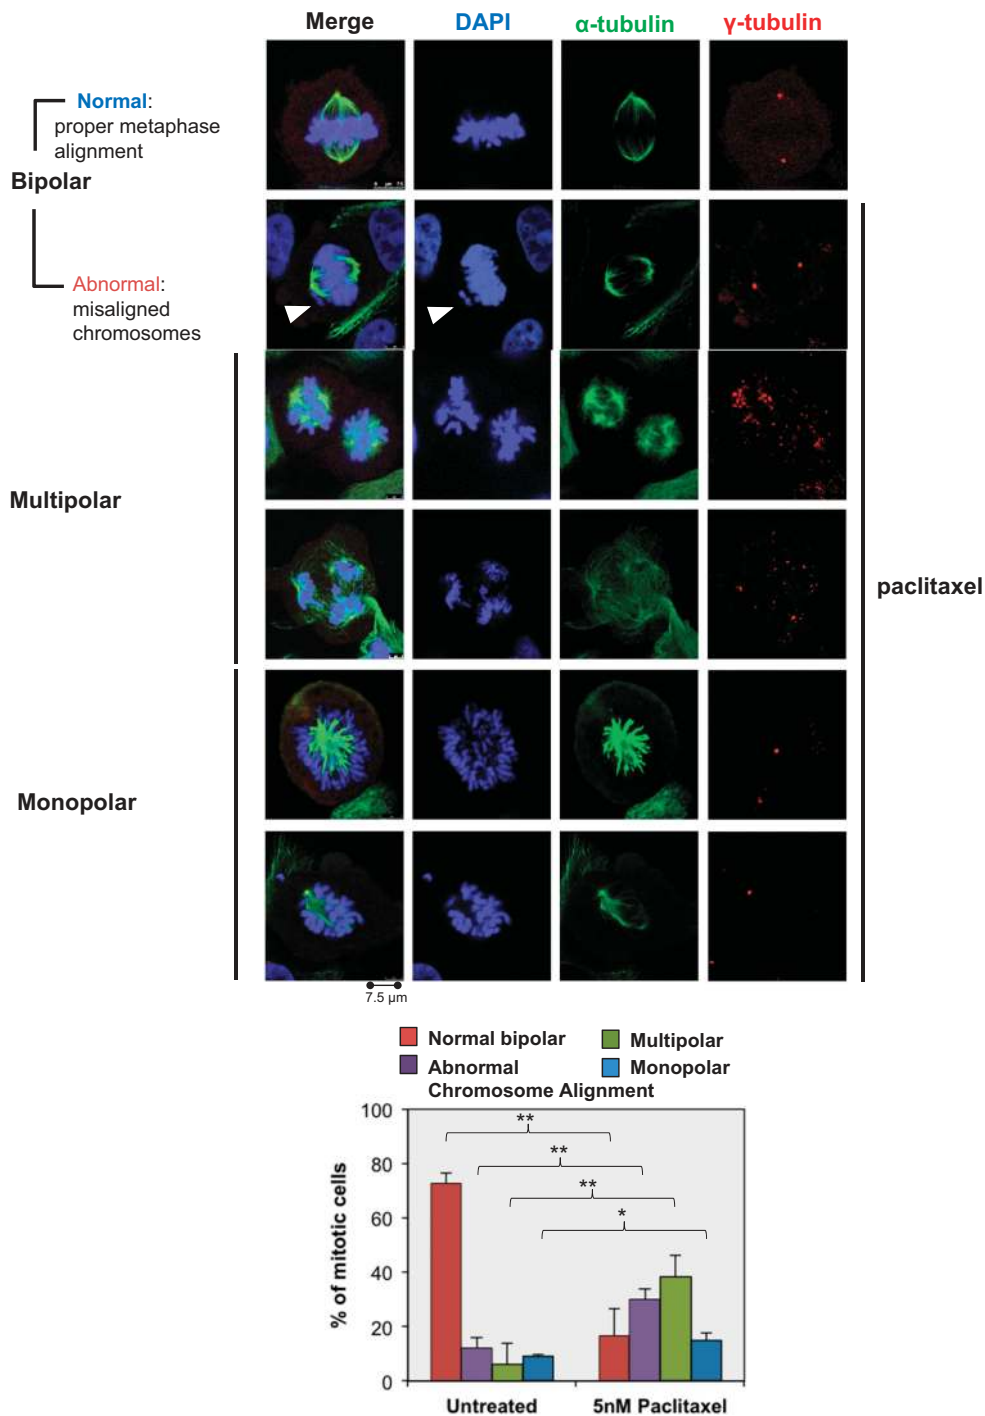 Merge DAPI α-tubulin γ-tubulin
Normal:
proper metaphase
alignment
Bipolar
Abnormal:
misaligned
chromosomes
Multipolar
paclitaxel
Monopolar
7.5 µm
Normal bipolar Multipolar
Abnormal Monopolar
Chromosome Alignment
100
80
60
40
20
0
% of mitotic cells
**
**
**
*
Untreated 5nM Paclitaxel